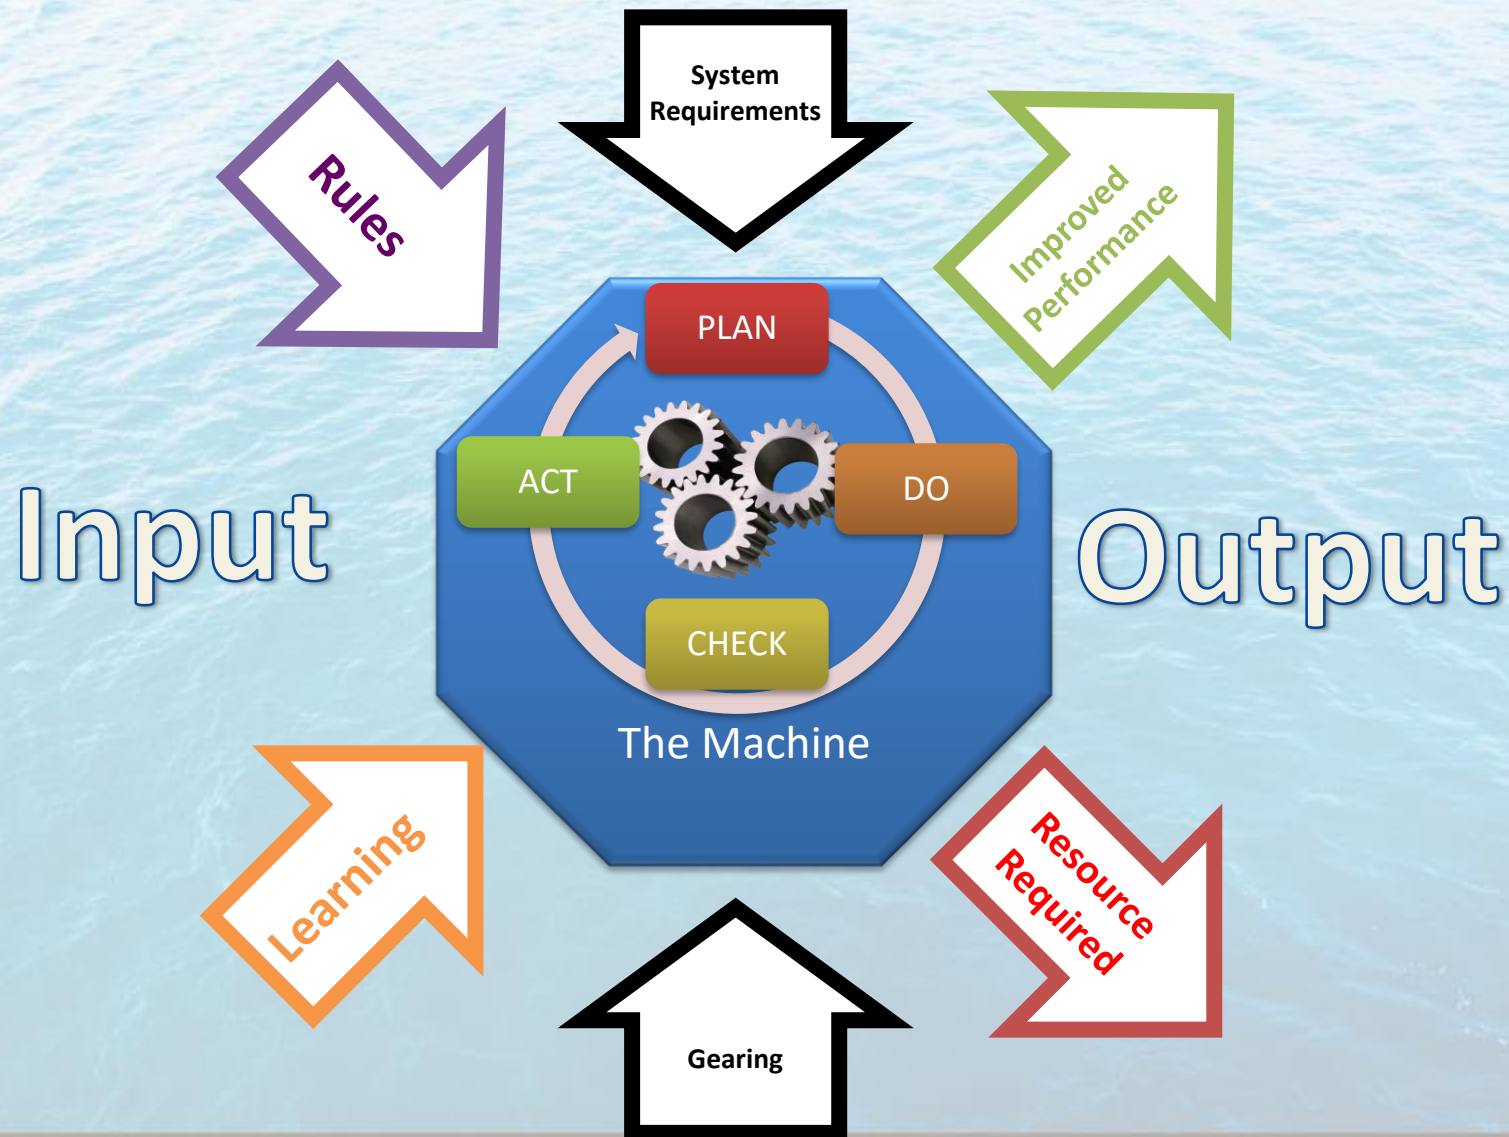 System
Requirements
Rules
Improved
Performance
PLAN
ACT
DO
Input
Output
CHECK
The Machine
Learning
Resource
Required
Gearing